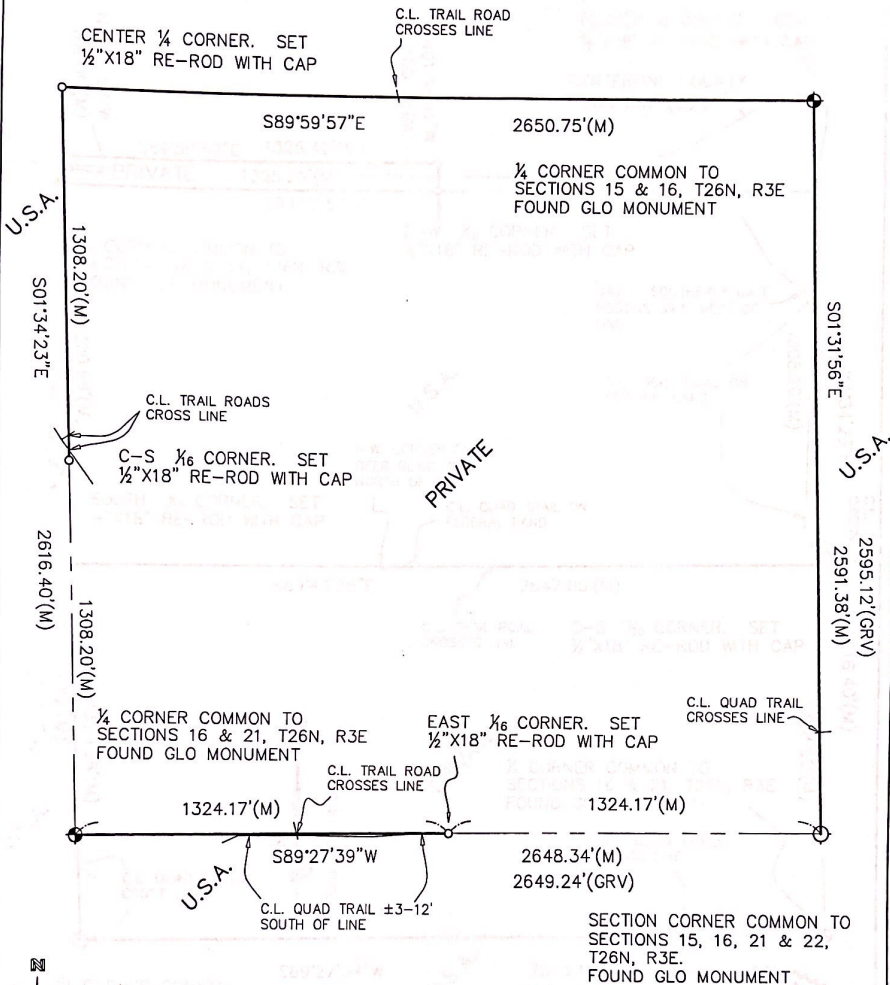 C.L. TRAIL ROAD
CROSSES LINE
CENTER ¼ CORNER. SET
½"X18" RE-ROD WITH CAP
S89°59'57"E
2650.75'(M)
¼ CORNER COMMON TO
SECTIONS 15 & 16, T26N, R3E
FOUND GLO MONUMENT
U.S.A.
1308.20'(M)
S01°34'23"E
S01°31'56"E
C.L. TRAIL ROADS
CROSS LINE
C-S 1⁄16 CORNER. SET
½"X18" RE-ROD WITH CAP
PRIVATE
U.S.A.
2616.40'(M)
1308.20'(M)
2595.12'(GRV)
2591.38'(M)
¼ CORNER COMMON TO
SECTIONS 16 & 21, T26N, R3E
FOUND GLO MONUMENT
EAST 1⁄16 CORNER. SET
½"X18" RE-ROD WITH CAP
C.L. QUAD TRAIL
CROSSES LINE
C.L. TRAIL ROAD
CROSSES LINE
1324.17'(M)
1324.17'(M)
S89°27'39"W
2648.34'(M)
2649.24'(GRV)
U.S.A.
C.L. QUAD TRAIL ±3-12'
SOUTH OF LINE
SECTION CORNER COMMON TO
SECTIONS 15, 16, 21 & 22,
T26N, R3E.
FOUND GLO MONUMENT
N